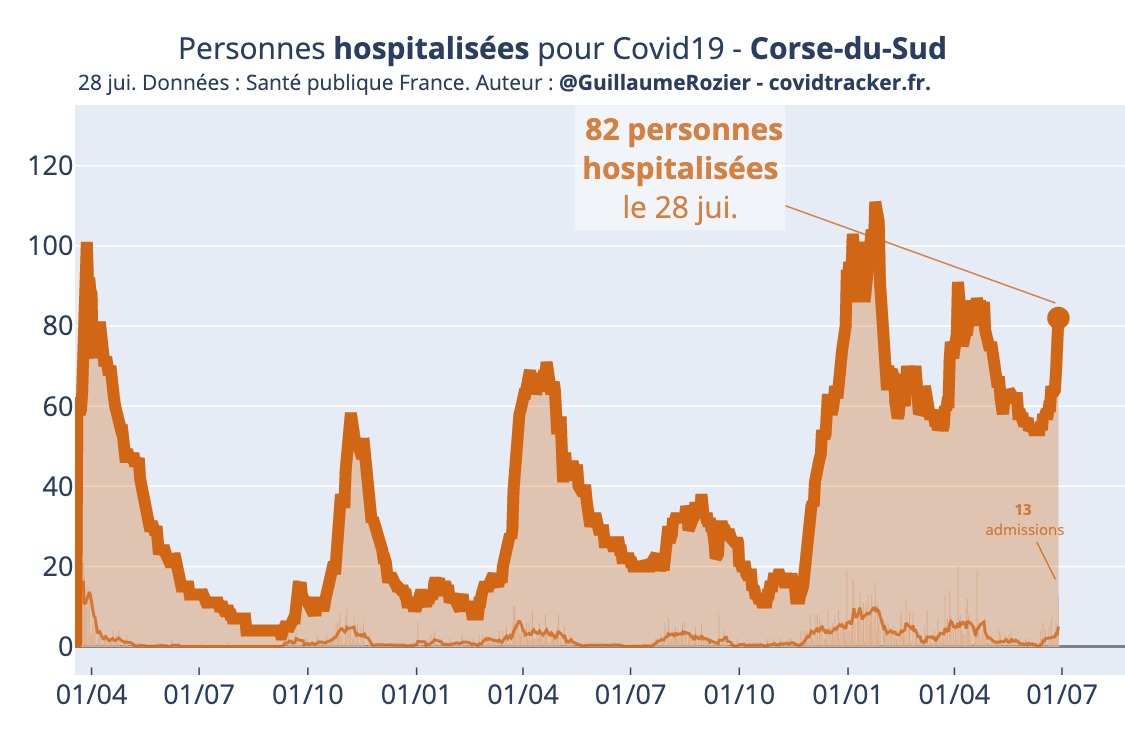 Personnes hospitalisées pour Covid19 - Corse-du-Sud
28 jui. Données : Santé publique France. Auteur : @GuillaumeRozier - covidtracker.fr.
82 personnes
hospitalisées
le 28 jui.
120
100
80
60
40
20
0
13
admissions
01/04 01/07 01/10 01/01 01/04 01/07 01/10 01/01 01/04 01/07